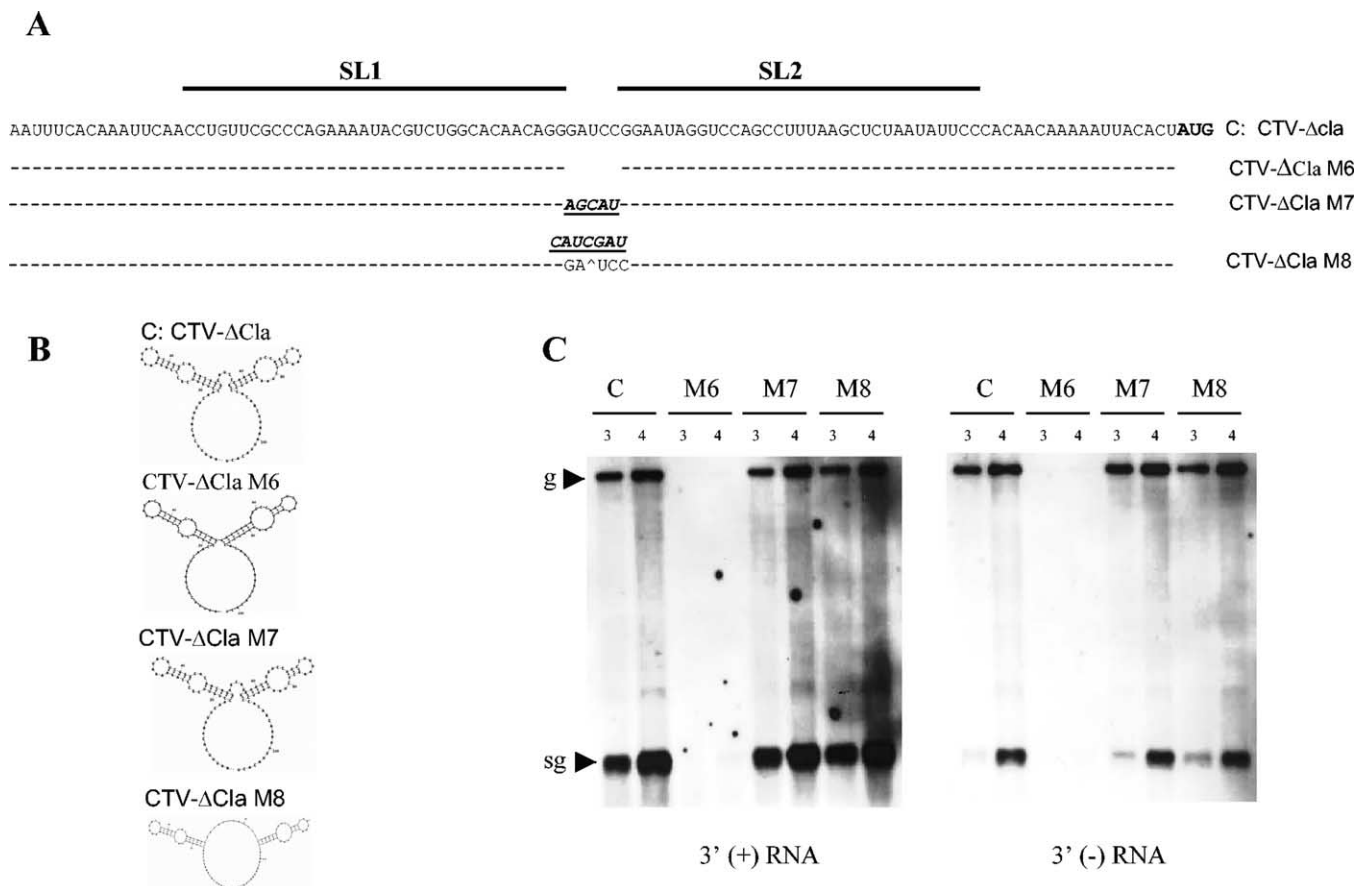 A
SL1 SL2
AAUUUCACAAAUUCAACCUGUUCGCCCAGAAAAUACGUCUGGCACAACAGGGAUCCGGAAUAGGUCCAGCCUUUAAGCUCUAAUAUUCCCACAACAAAAAUUACACUAUG C: CTV-Δcla
CTV-ΔCla M6
AGCAU CTV-ΔCla M7
CAUCGAU
GA^UCC CTV-ΔCla M8
B
C: CTV-ΔCla
CTV-ΔCla M6
CTV-ΔCla M7
CTV-ΔCla M8
C
C M6 M7 M8 C M6 M7 M8
3 4 3 4 3 4 3 4 3 4 3 4 3 4 3 4
g
sg
3' (+) RNA 3' (-) RNA